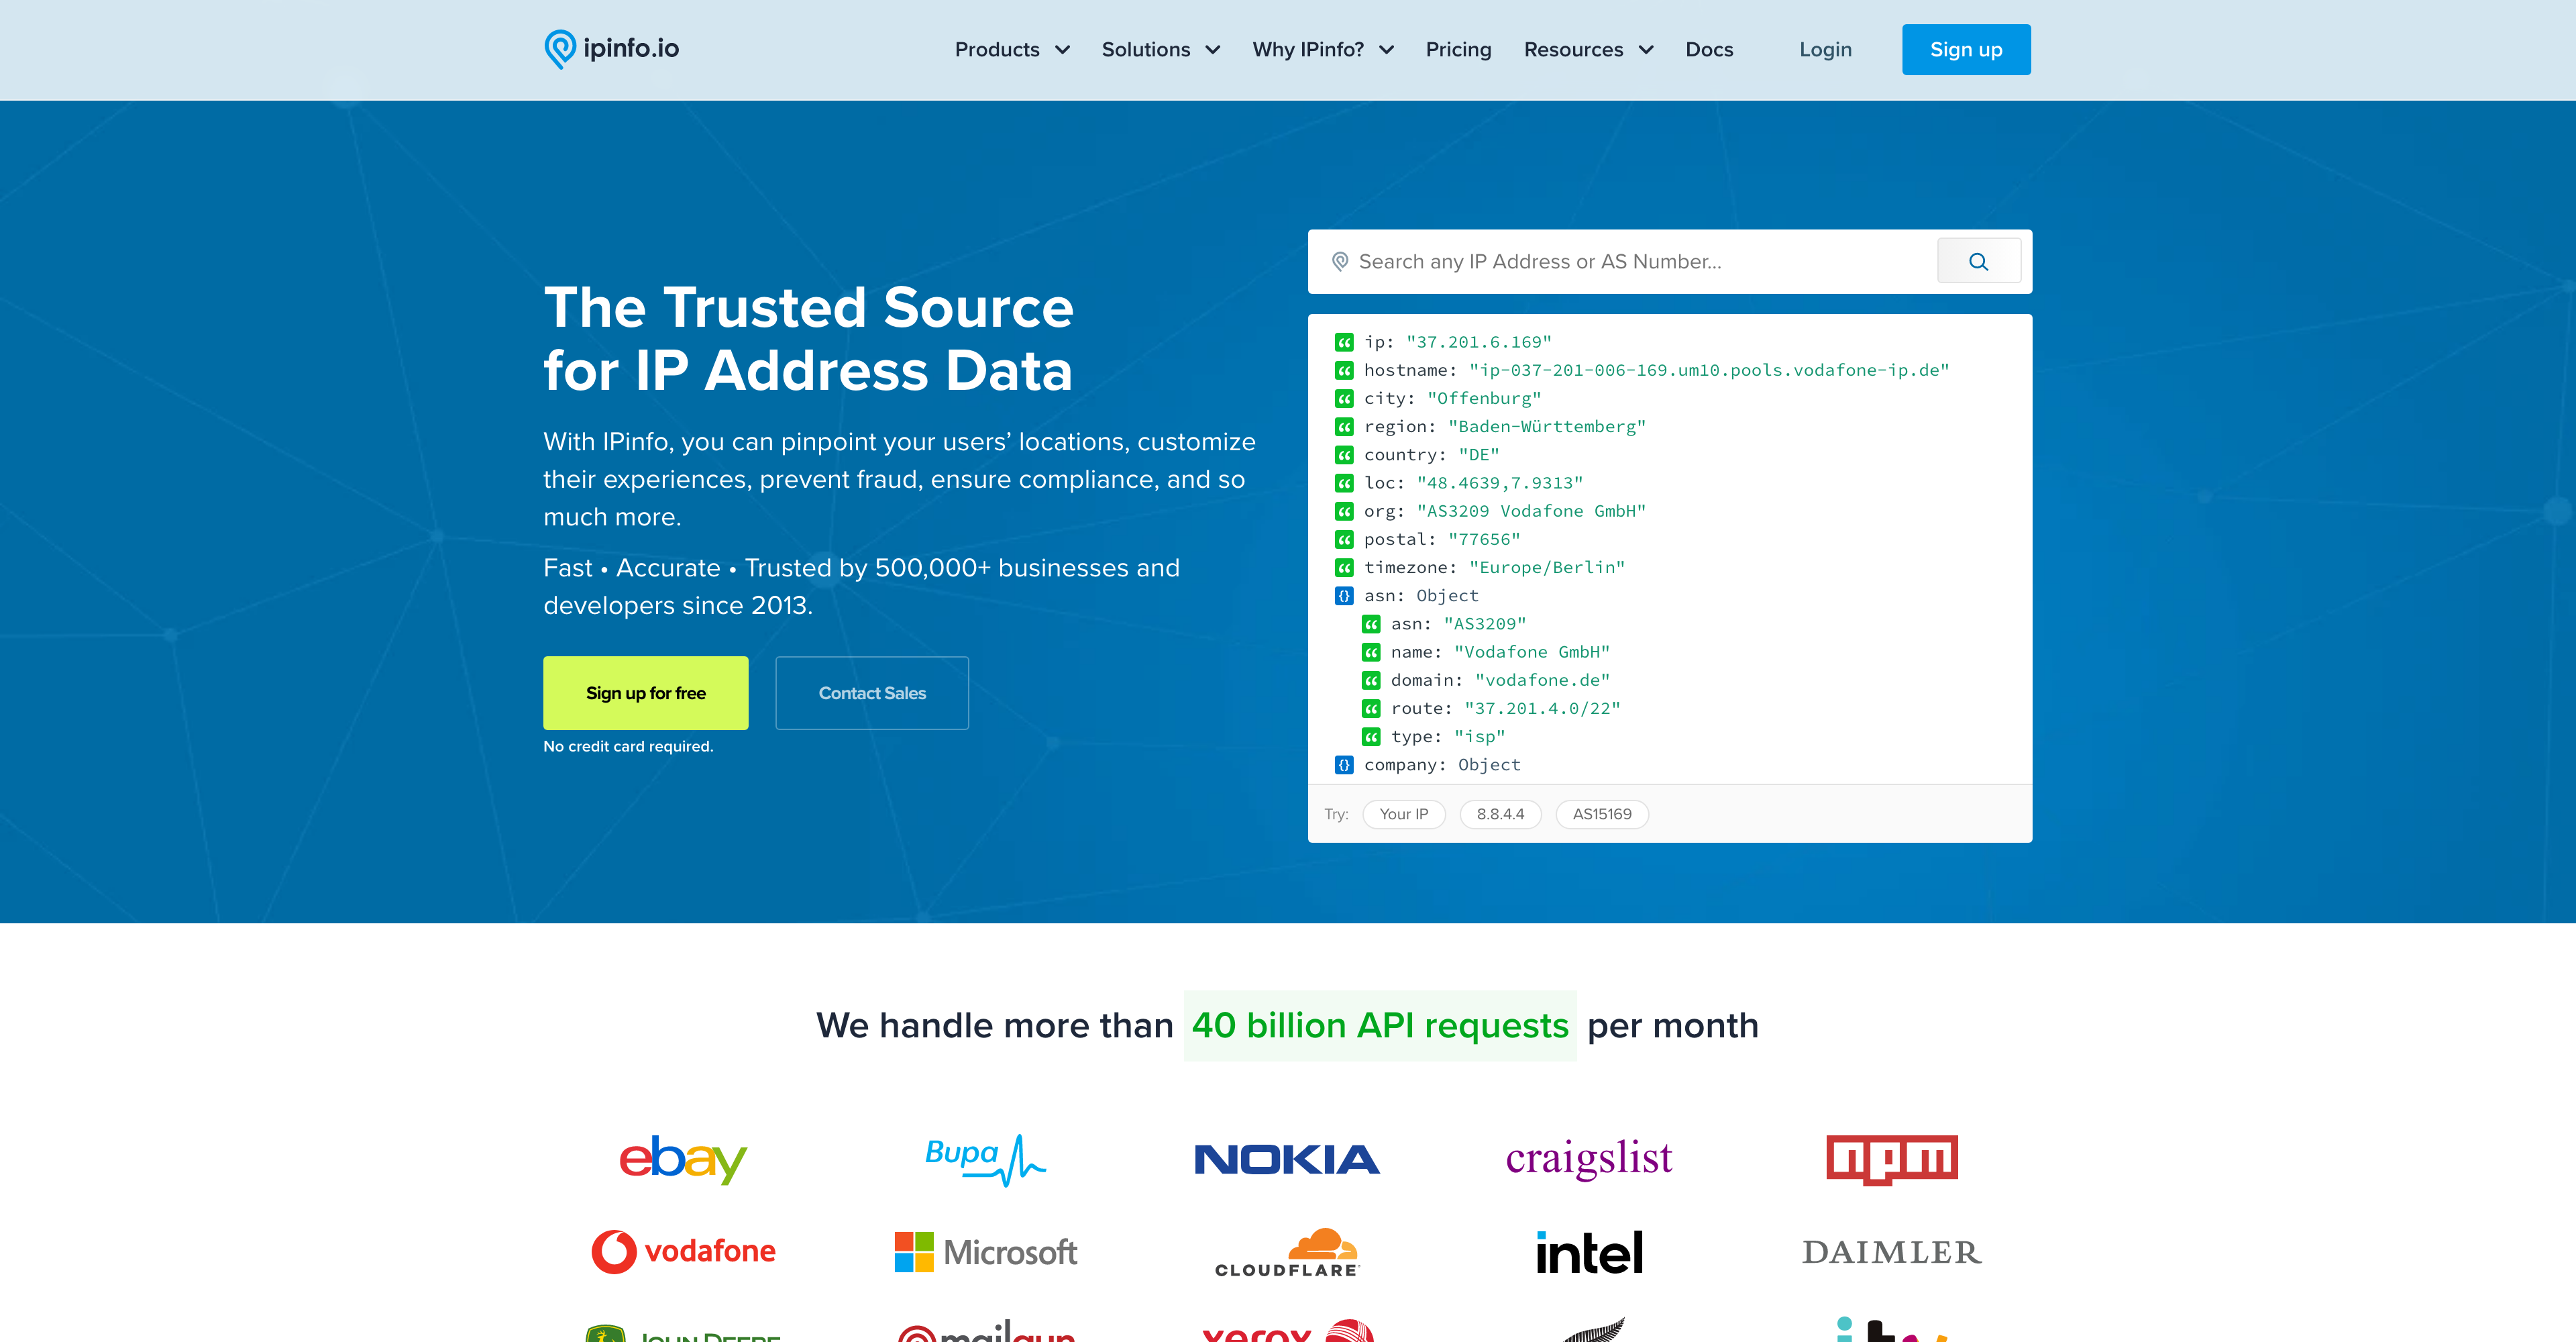 ipinfo.io
Products Solutions Why IPinfo? Pricing Resources Docs Login Sign up
The Trusted Source
for IP Address Data
With IPinfo, you can pinpoint your users’ locations, customize
their experiences, prevent fraud, ensure compliance, and so
much more.
Fast • Accurate • Trusted by 500,000+ businesses and
developers since 2013.
Sign up for free
Contact Sales
No credit card required.
Search any IP Address or AS Number...
ip: "37.201.6.169"
hostname: "ip-037-201-006-169.um10.pools.vodafone-ip.de"
city: "Offenburg"
region: "Baden-Württemberg"
country: "DE"
loc: "48.4639,7.9313"
org: "AS3209 Vodafone GmbH"
postal: "77656"
timezone: "Europe/Berlin"
{} asn: Object
asn: "AS3209"
name: "Vodafone GmbH"
domain: "vodafone.de"
route: "37.201.4.0/22"
type: "isp"
{} company: Object
Try: Your IP 8.8.4.4 AS15169
We handle more than 40 billion API requests per month
ebay Bupa NOKIA craigslist npm
vodafone Microsoft CLOUDFLARE intel DAIMLER
JOHN DEERE mailgun xerox itv